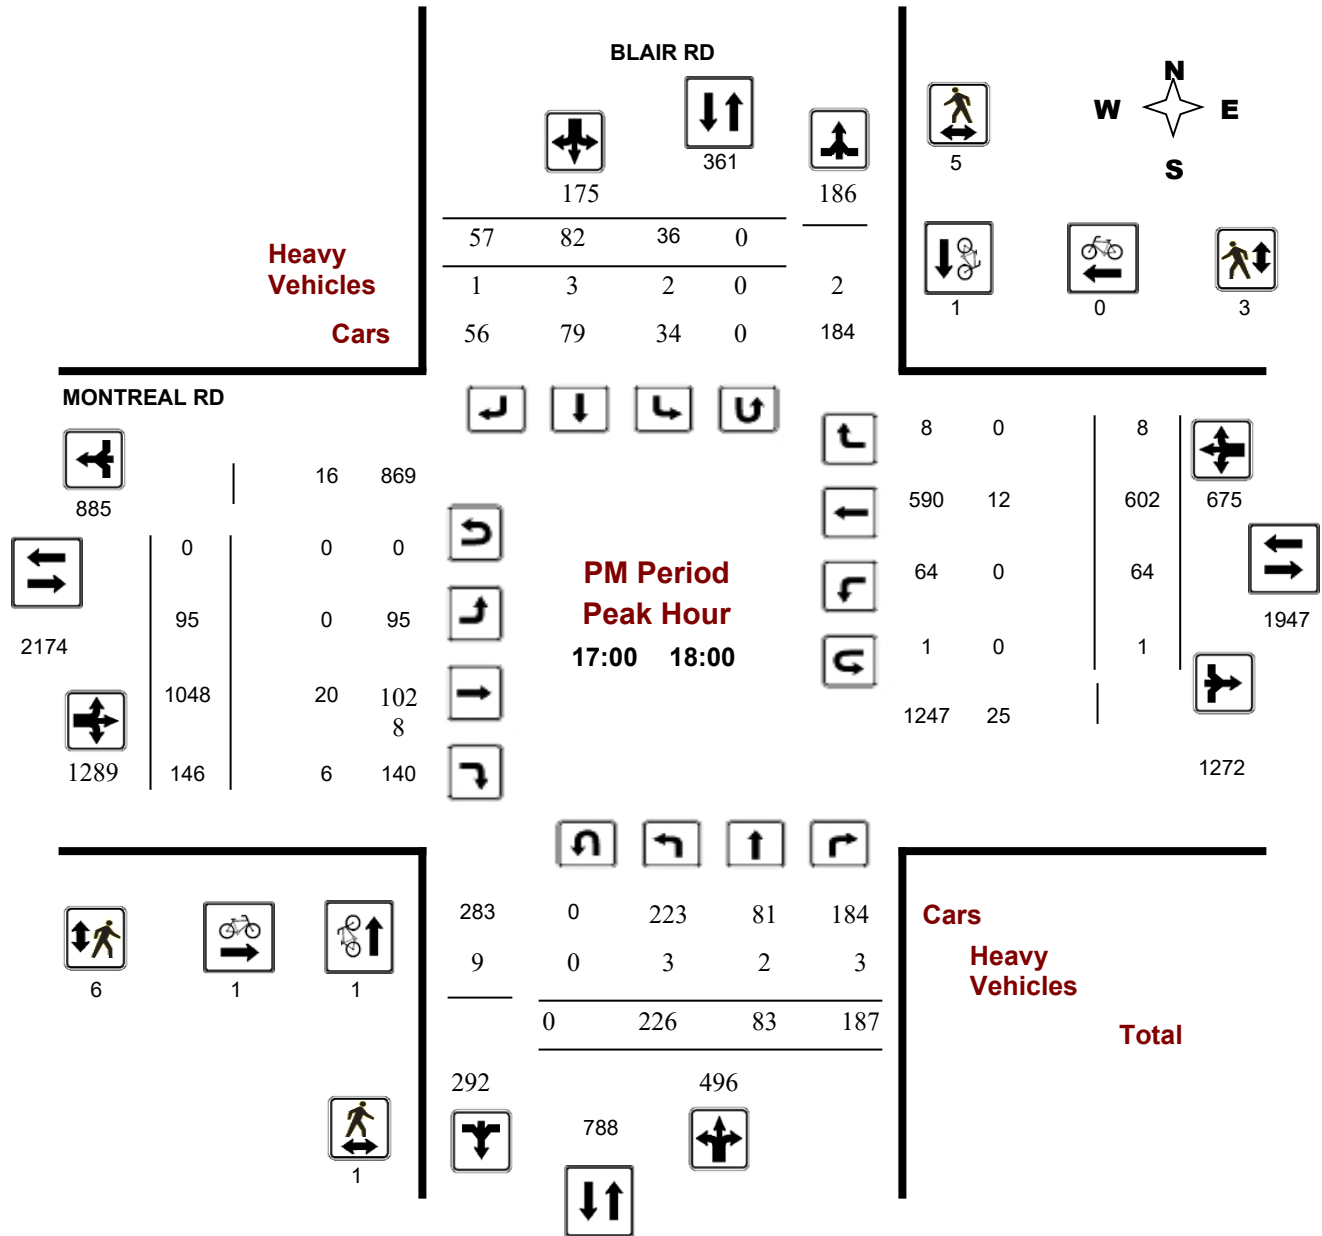 BLAIR RD
N
W E
S
361
5
175 186
57 82 36 0
Heavy
Vehicles 1 3 2 0 2
1 0 3
Cars 56 79 34 0 184
MONTREAL RD
8 0 8
16 869
885
590 12 602 675
0 0 0
PM Period
64 0 64
Peak Hour
95 0 95
1947
2174
17:00 18:00
1 0 1
1048 20 102
8
1247 25
1289 146 6 140
1272
283 0 223 81 184 Cars
9 0 3 2 3 Heavy
Vehicles
6 1 1
0 226 83 187
Total
292 496
788
1